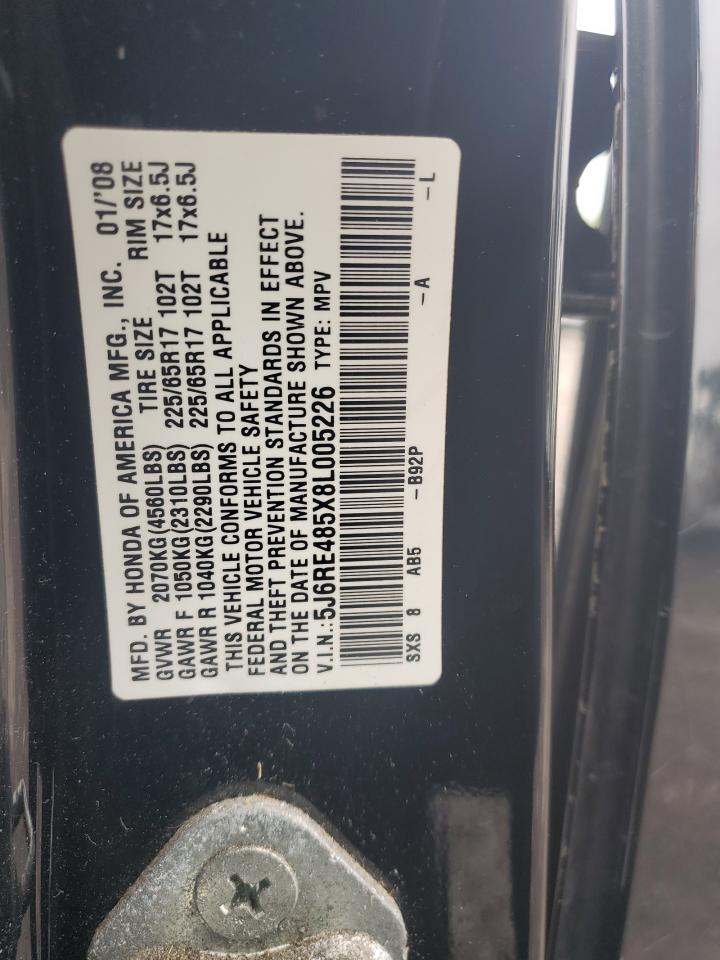 MFD. BY HONDA OF AMERICA MFG., INC. 01/'08
GVWR 2070KG(4560LBS) TIRE SIZE RIM SIZE
GAWR F 1050KG(2310LBS) 225/65R17 102T 17x6.5J
GAWR R 1040KG(2290LBS) 225/65R17 102T 17x6.5J
THIS VEHICLE CONFORMS TO ALL APPLICABLE
FEDERAL MOTOR VEHICLE SAFETY
AND THEFT PREVENTION STANDARDS IN EFFECT
ON THE DATE OF MANUFACTURE SHOWN ABOVE.
V.I.N.:5J6RE485X8L005226 TYPE: MPV
SXS 8 AB5 -B92P -A -L